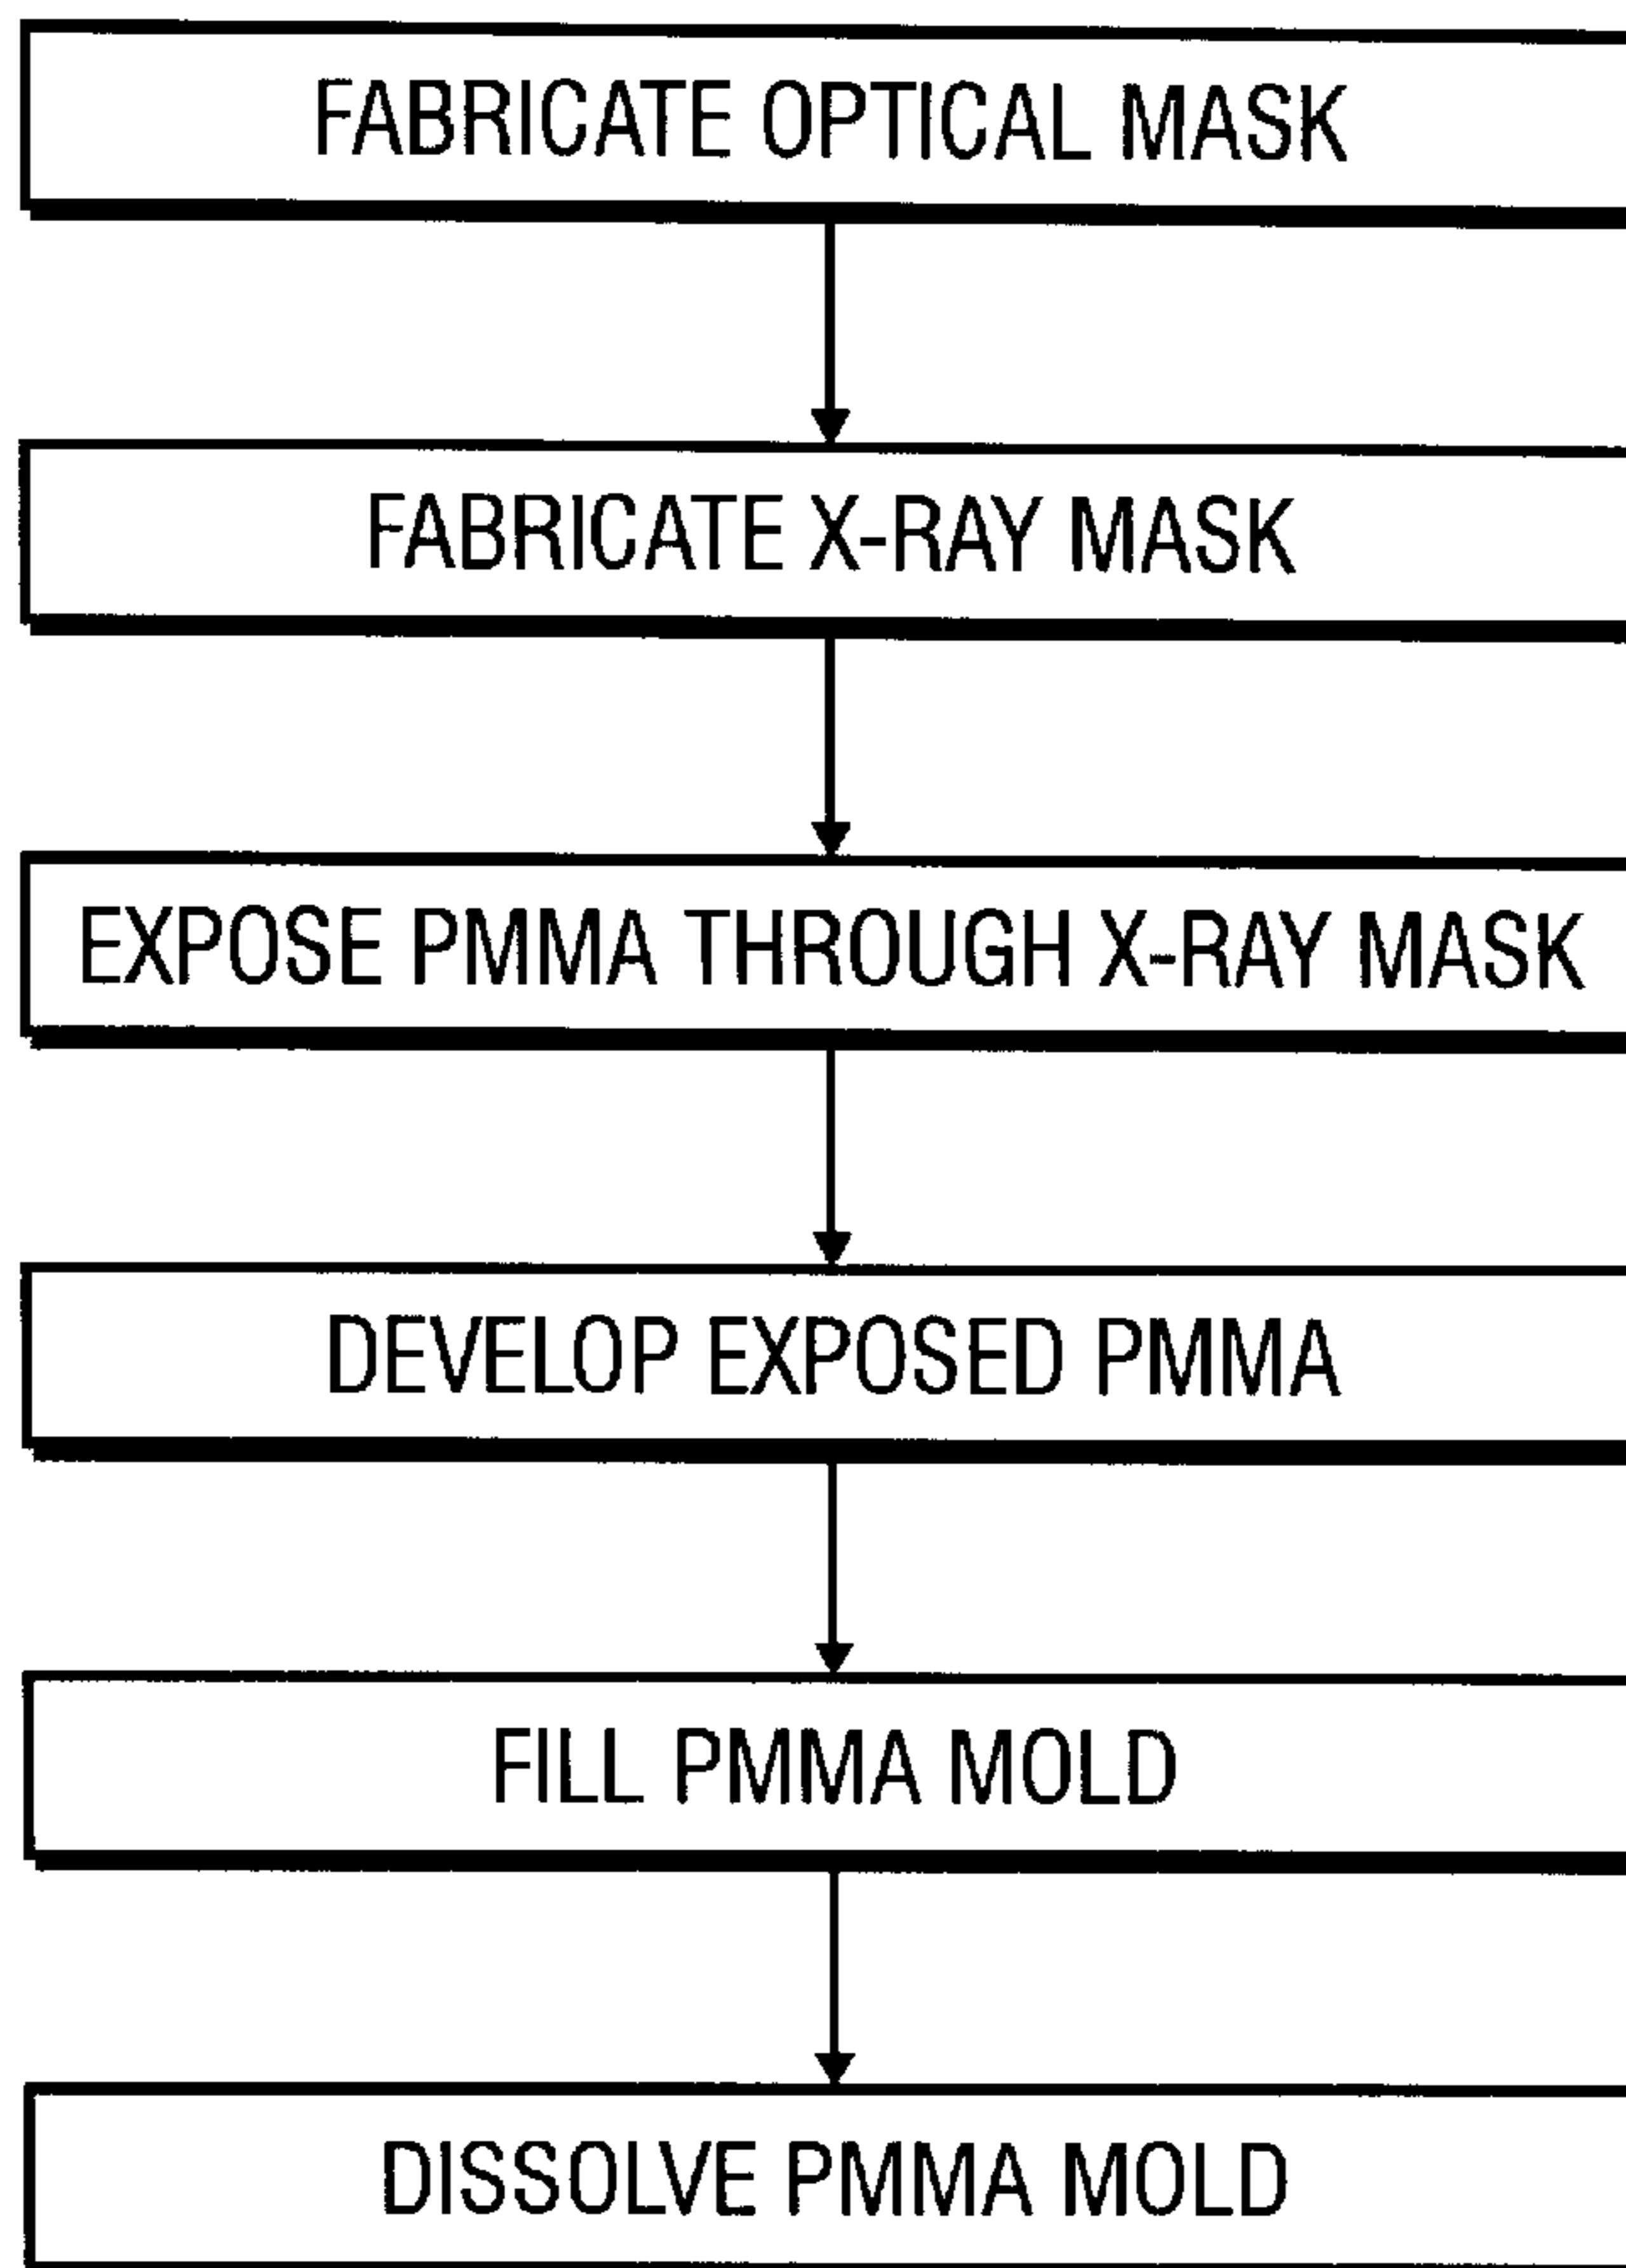 FABRICATE OPTICAL MASK
FABRICATE X-RAY MASK
EXPOSE PMMA THROUGH X-RAY MASK
DEVELOP EXPOSED PMMA
FILL PMMA MOLD
DISSOLVE PMMA MOLD